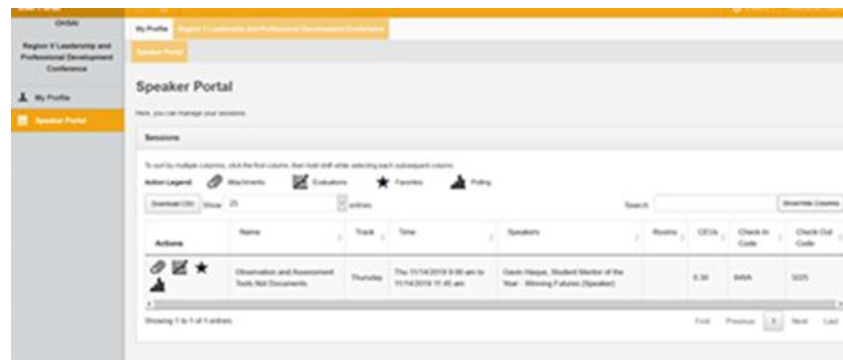 OHSAI
Region V Leadership and
Professional Development
Conference
My Profile
Speaker Portal
My Profile Region V Leadership and Professional Development Conference
Speaker Portal
Speaker Portal
Here, you can manage your sessions
Sessions
To sort by multiple columns, click the first column, then hold shift while selecting each subsequent column
Action Legend: Attachments Evaluations Favorites Polling
Download CSV Show 25 entries Search Show/Hide Columns
Actions Name Track Time Speakers Rooms CEUs Check-In Code Check-Out Code
Observation and Assessment
Tools Not Documents
Thursday
Thu 11/14/2019 9:00 am to
11/14/2019 11:45 am
Student Mentor of the
Year - Winning Futures (Speaker)
Showing 1 to 1 of 1 entries
First Previous 1 Next Last